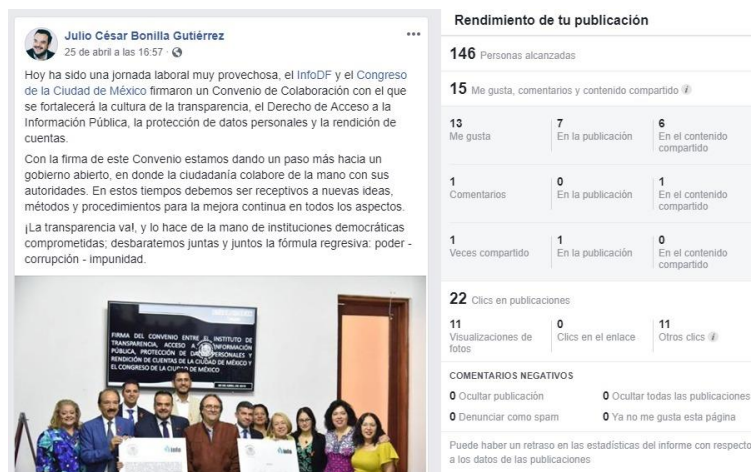 Julio César Bonilla Gutiérrez
25 de abril a las 16:57
Hoy ha sido una jornada laboral muy provechosa, el InfoDF y el Congreso
de la Ciudad de México firmaron un Convenio de Colaboración con el que
se fortalecerá la cultura de la transparencia, el Derecho de Acceso a la
Información Pública, la protección de datos personales y la rendición de
cuentas.
Con la firma de este Convenio estamos dando un paso más hacia un
gobierno abierto, en donde la ciudadanía colabore de la mano con sus
autoridades. En estos tiempos debemos ser receptivos a nuevas ideas,
métodos y procedimientos para la mejora continua en todos los aspectos.
¡La transparencia va!, y lo hace de la mano de instituciones democráticas
comprometidas; desbaratemos juntas y juntos la fórmula regresiva: poder -
corrupción - impunidad.
FIRMA DEL CONVENIO ENTRE EL INSTITUTO DE
TRANSPARENCIA, ACCESO A LA INFORMACIÓN
PÚBLICA, PROTECCIÓN DE DATOS PERSONALES Y
RENDICIÓN DE CUENTAS DE LA CIUDAD DE MÉXICO Y
EL CONGRESO DE LA CIUDAD DE MÉXICO
info
info
Rendimiento de tu publicación
146 Personas alcanzadas
15 Me gusta, comentarios y contenido compartido
13 7 6
Me gusta En la publicación En el contenido
compartido
1 0 1
Comentarios En la publicación En el contenido
compartido
1 1 0
Veces compartido En la publicación En el contenido
compartido
22 Clics en publicaciones
11 0 11
Visualizaciones de Clics en el enlace Otros clics
fotos
COMENTARIOS NEGATIVOS
0 Ocultar publicación 0 Ocultar todas las publicaciones
0 Denunciar como spam 0 Ya no me gusta esta página
Puede haber un retraso en las estadísticas del informe con respecto
a los datos de las publicaciones